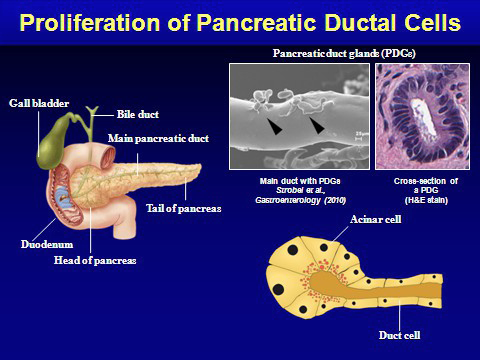 Proliferation of Pancreatic Ductal Cells
Pancreatic duct glands (PDGs)
Gall bladder
Bile duct
Main pancreatic duct
Tail of pancreas
Duodenum
Head of pancreas
20μm
Main duct with PDGs
Strobel et al.,
Gastroenterology (2010)
Cross-section of
a PDG
(H&E stain)
Acinar cell
Duct cell